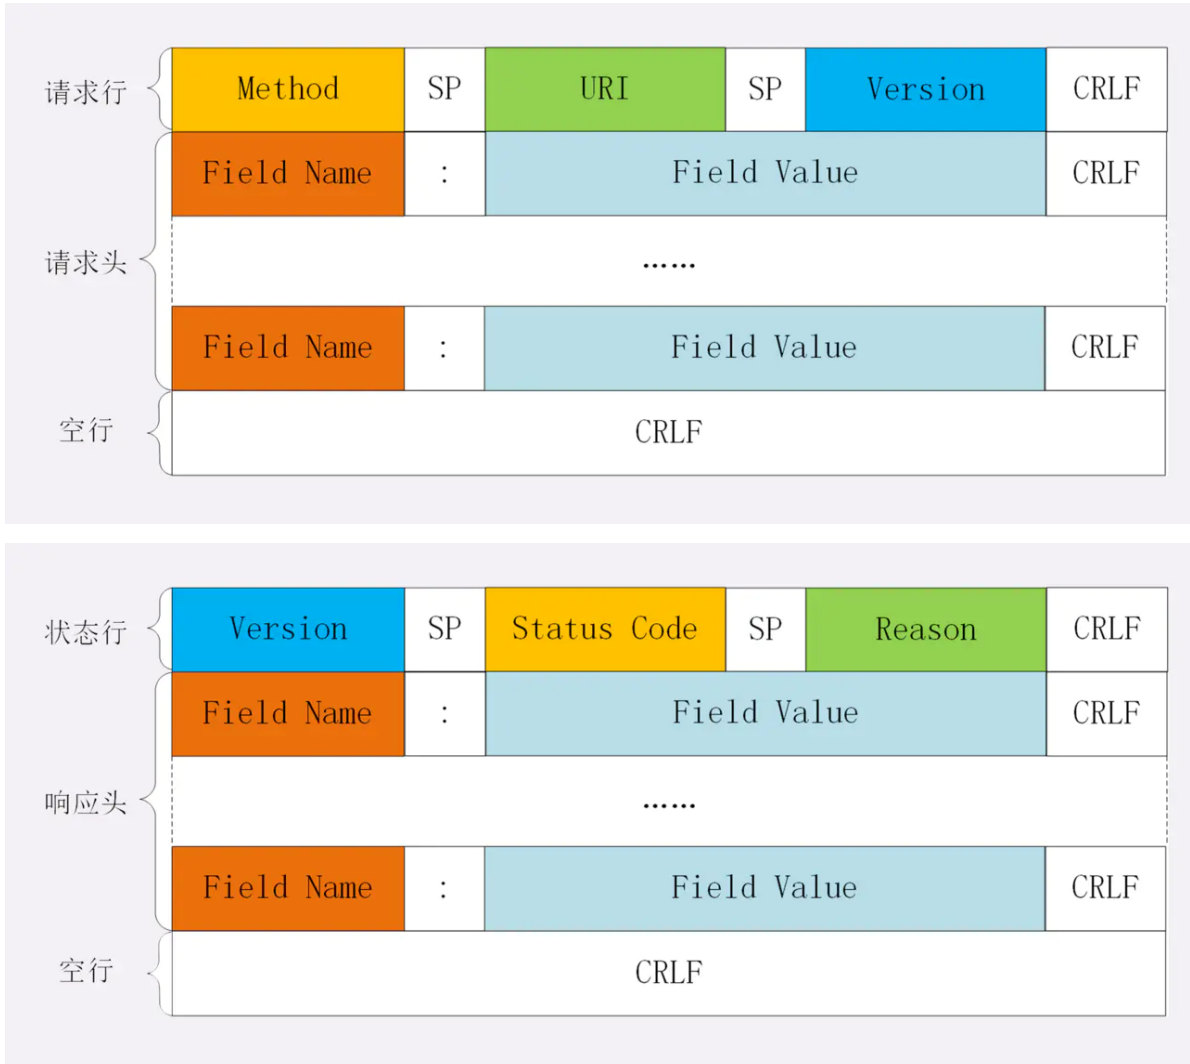 请求行 Method SP URI SP Version CRLF
Field Name : Field Value CRLF
请求头 ……
Field Name : Field Value CRLF
空行 CRLF
状态行 Version SP Status Code SP Reason CRLF
Field Name : Field Value CRLF
响应头 ……
Field Name : Field Value CRLF
空行 CRLF